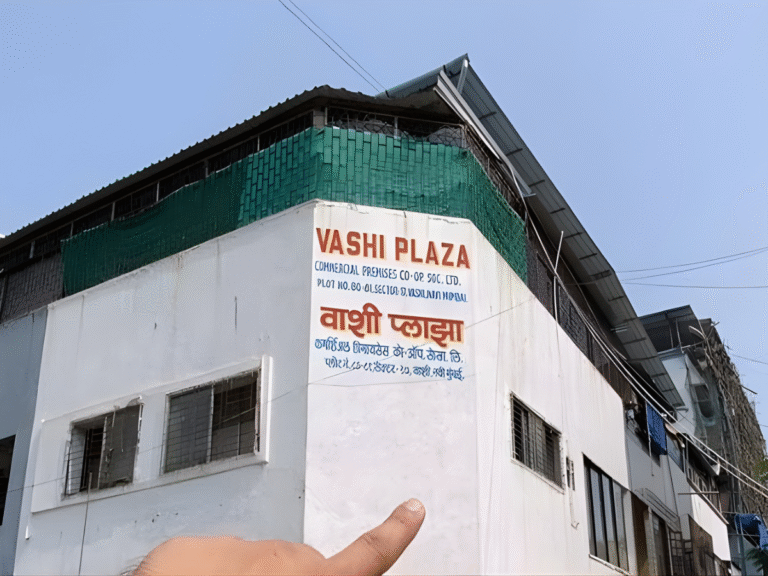 VASHI PLAZA
COMMERCIAL PREMISES CO-OP. SOC. LTD.
PLOT NO. 80-81, SECTOR-17, VASHI, NAVI MUMBAI
वाशी प्लाझा
को-ऑप. लि.
वाशी, नवी मुंबई.